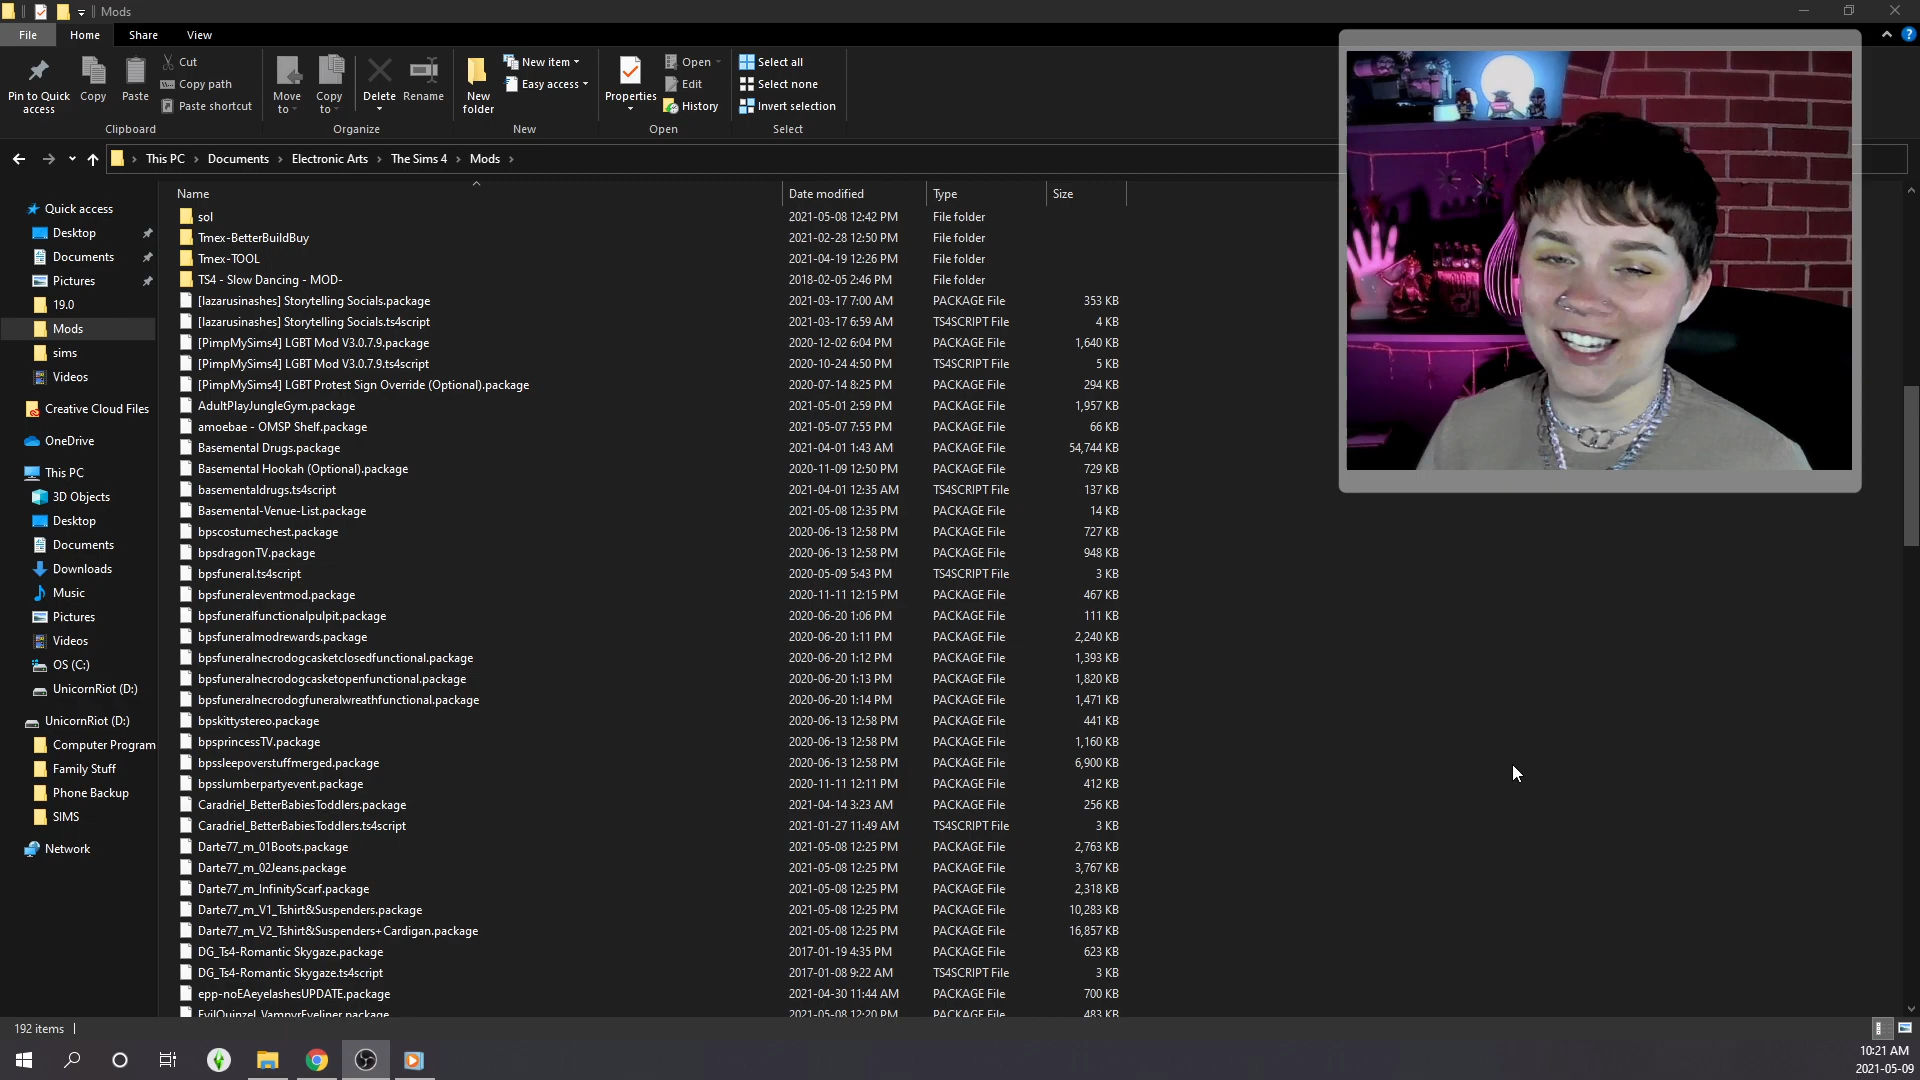 Mods
File Home Share View
Pin to Quick access
Copy
Paste
Cut
Copy path
Paste shortcut
Clipboard
Move to
Copy to
Delete
Rename
Organize
New folder
New item
Easy access
New
Properties
Open
Edit
History
Open
Select all
Select none
Invert selection
Select
This PC › Documents › Electronic Arts › The Sims 4 › Mods ›
Quick access
Desktop
Documents
Pictures
19.0
Mods
sims
Videos
Creative Cloud Files
OneDrive
This PC
3D Objects
Desktop
Documents
Downloads
Music
Pictures
Videos
OS (C:)
UnicornRiot (D:)
UnicornRiot (D:)
Computer Program
Family Stuff
Phone Backup
SIMS
Network
Name Date modified Type Size
sol 2021-05-08 12:42 PM File folder
Tmex-BetterBuildBuy 2021-02-28 12:50 PM File folder
Tmex-TOOL 2021-04-19 12:26 PM File folder
TS4 - Slow Dancing - MOD- 2018-02-05 2:46 PM File folder
[lazarusinashes] Storytelling Socials.package 2021-03-17 7:00 AM PACKAGE File 353 KB
[lazarusinashes] Storytelling Socials.ts4script 2021-03-17 6:59 AM TS4SCRIPT File 4 KB
[PimpMySims4] LGBT Mod V3.0.7.9.package 2020-12-02 6:04 PM PACKAGE File 1,640 KB
[PimpMySims4] LGBT Mod V3.0.7.9.ts4script 2020-10-24 4:50 PM TS4SCRIPT File 5 KB
[PimpMySims4] LGBT Protest Sign Override (Optional).package 2020-07-14 8:25 PM PACKAGE File 294 KB
AdultPlayJungleGym.package 2021-05-01 2:59 PM PACKAGE File 1,957 KB
amoebae - OMSP Shelf.package 2021-05-07 7:55 PM PACKAGE File 66 KB
Basemental Drugs.package 2021-04-01 1:43 AM PACKAGE File 54,744 KB
Basemental Hookah (Optional).package 2020-11-09 12:50 PM PACKAGE File 729 KB
basementaldrugs.ts4script 2021-04-01 12:35 AM TS4SCRIPT File 137 KB
Basemental-Venue-List.package 2021-05-08 12:35 PM PACKAGE File 14 KB
bpscostumechest.package 2020-06-13 12:58 PM PACKAGE File 727 KB
bpsdragonTV.package 2020-06-13 12:58 PM PACKAGE File 948 KB
bpsfuneral.ts4script 2020-05-09 5:43 PM TS4SCRIPT File 3 KB
bpsfuneraleventmod.package 2020-11-11 12:15 PM PACKAGE File 467 KB
bpsfuneralfunctionalpulpit.package 2020-06-20 1:06 PM PACKAGE File 111 KB
bpsfuneralmodrewards.package 2020-06-20 1:11 PM PACKAGE File 2,240 KB
bpsfuneralnecrodogcasketclosedfunctional.package 2020-06-20 1:12 PM PACKAGE File 1,393 KB
bpsfuneralnecrodogcasketopenfunctional.package 2020-06-20 1:13 PM PACKAGE File 1,820 KB
bpsfuneralnecrodogfuneralwreathfunctional.package 2020-06-20 1:14 PM PACKAGE File 1,471 KB
bpskittystereo.package 2020-06-13 12:58 PM PACKAGE File 441 KB
bpsprincessTV.package 2020-06-13 12:58 PM PACKAGE File 1,160 KB
bpssleepoverstuffmerged.package 2020-06-13 12:58 PM PACKAGE File 6,900 KB
bpsslumberpartyevent.package 2020-11-11 12:11 PM PACKAGE File 412 KB
Caradriel_BetterBabiesToddlers.package 2021-04-14 3:23 AM PACKAGE File 256 KB
Caradriel_BetterBabiesToddlers.ts4script 2021-01-27 11:49 AM TS4SCRIPT File 3 KB
Darte77_m_01Boots.package 2021-05-08 12:25 PM PACKAGE File 2,763 KB
Darte77_m_02Jeans.package 2021-05-08 12:25 PM PACKAGE File 3,767 KB
Darte77_m_InfinityScarf.package 2021-05-08 12:25 PM PACKAGE File 2,318 KB
Darte77_m_V1_Tshirt&Suspenders.package 2021-05-08 12:25 PM PACKAGE File 10,283 KB
Darte77_m_V2_Tshirt&Suspenders+Cardigan.package 2021-05-08 12:25 PM PACKAGE File 16,857 KB
DG_Ts4-Romantic Skygaze.package 2017-01-19 4:35 PM PACKAGE File 623 KB
DG_Ts4-Romantic Skygaze.ts4script 2017-01-08 9:22 AM TS4SCRIPT File 3 KB
epp-noEAeyelashesUPDATE.package 2021-04-30 11:44 AM PACKAGE File 700 KB
EvilQuinzel_VampyrEyeliner.package 2021-05-08 12:20 PM PACKAGE File 483 KB
192 items
10:21 AM
2021-05-09